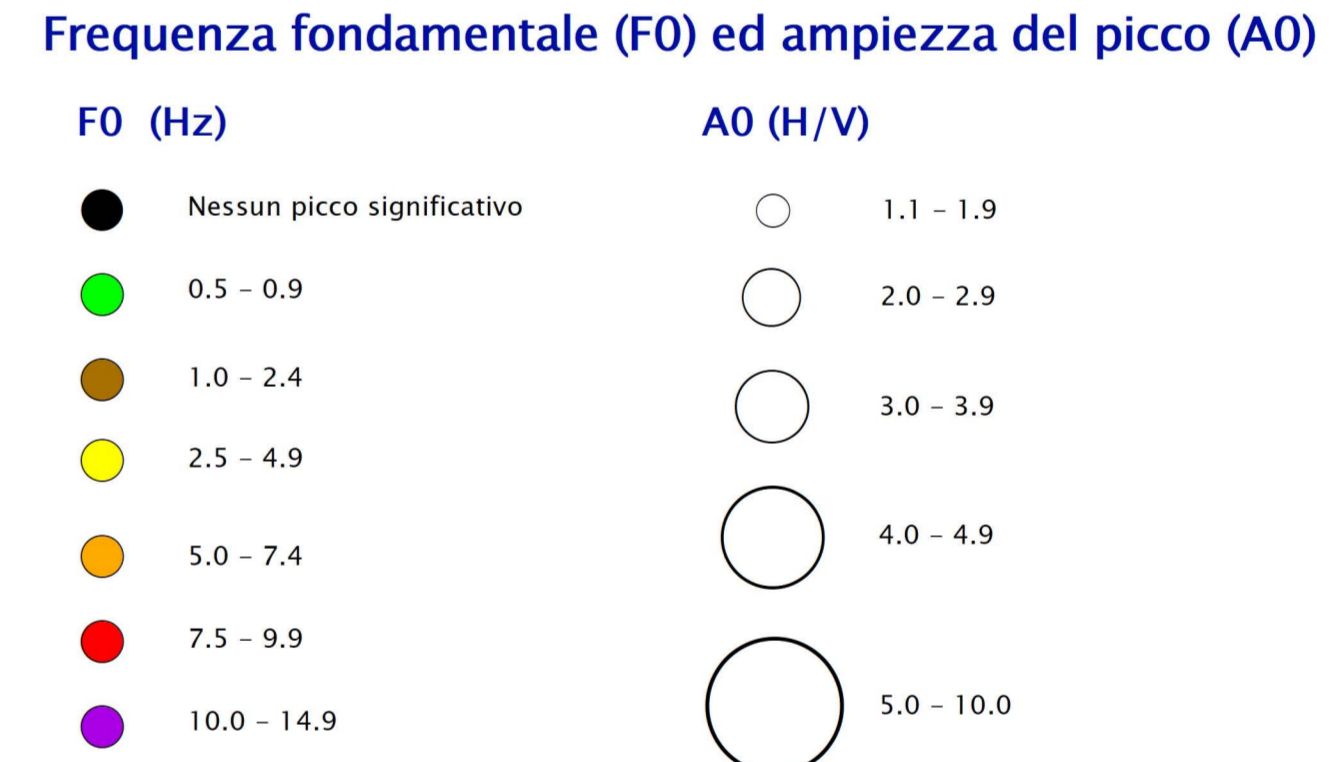 Frequenza fondamentale (F0) ed ampiezza del picco (A0)
F0 (Hz)
Nessun picco significativo
0.5 – 0.9
1.0 – 2.4
2.5 – 4.9
5.0 – 7.4
7.5 – 9.9
10.0 – 14.9
A0 (H/V)
1.1 – 1.9
2.0 – 2.9
3.0 – 3.9
4.0 – 4.9
5.0 – 10.0